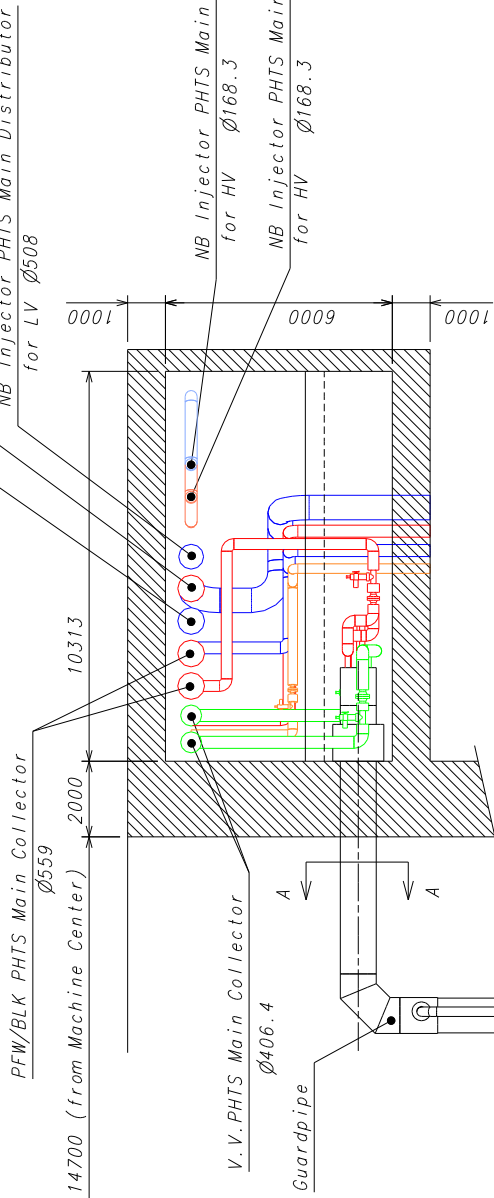 NB Injector PHTS Main Distributor
for LV Ø508
NB Injector PHTS Main
for HV Ø168.3
NB Injector PHTS Main
for HV Ø168.3
1000
6000
1000
10313
2000
14700 (from Machine Center)
PFW/BLK PHTS Main Collector
Ø559
V.V.PHTS Main Collector
Ø406.4
Guardpipe
A
A